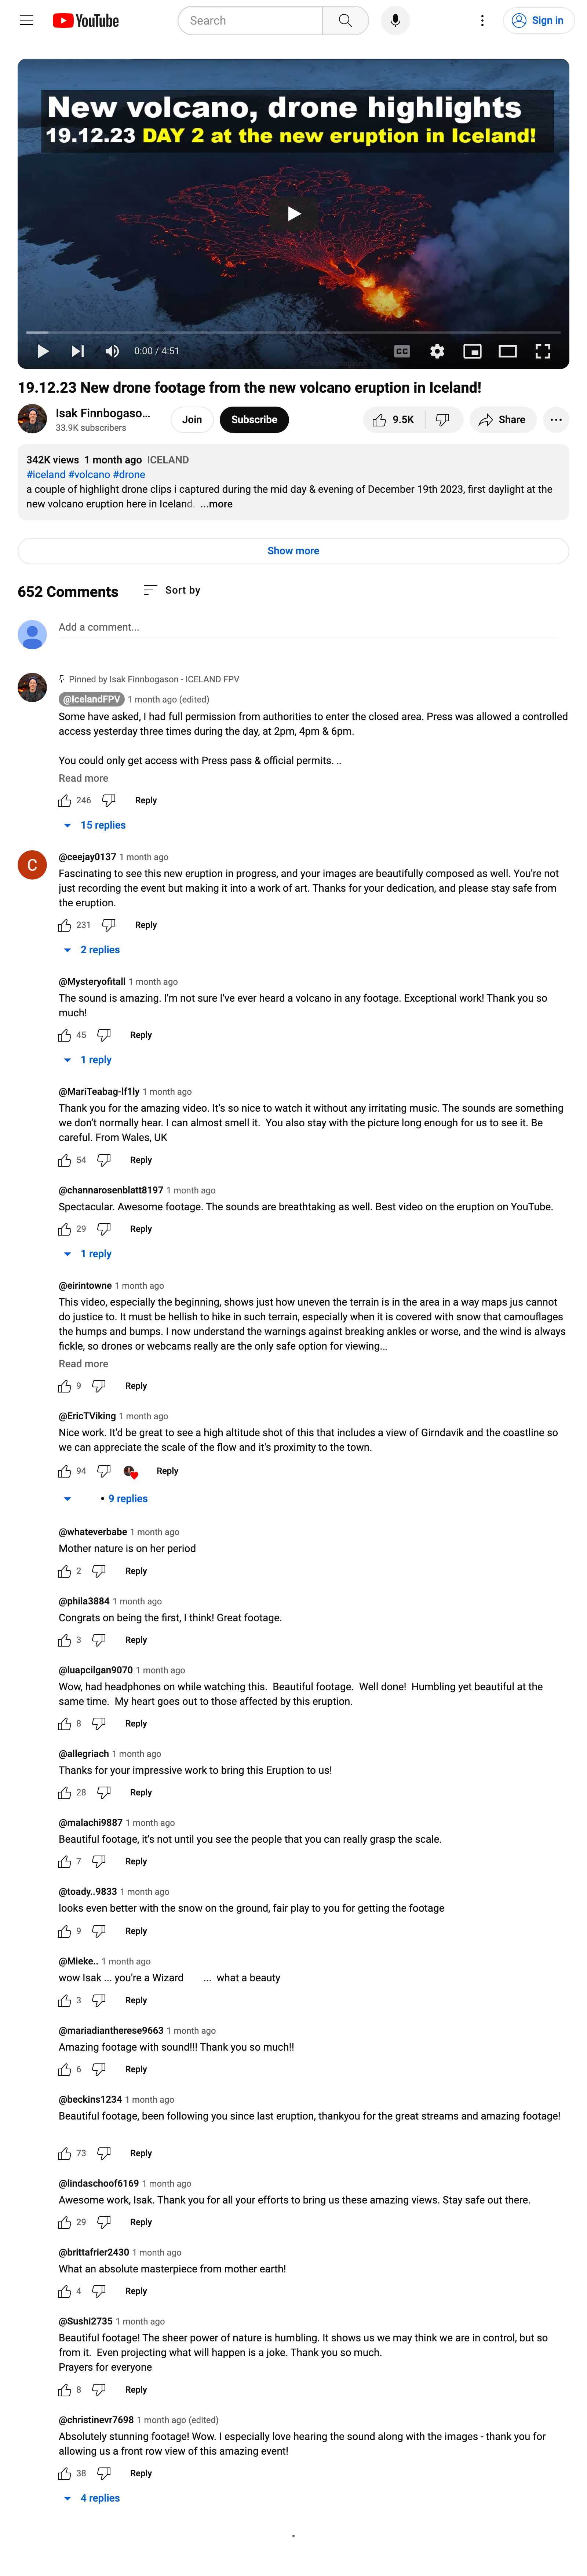 YouTube
Search
Sign in
New volcano, drone highlights
19.12.23 DAY 2 at the new eruption in Iceland!
0:00 / 4:51
CC
19.12.23 New drone footage from the new volcano eruption in Iceland!
Isak Finnbogaso...
33.9K subscribers
Join
Subscribe
9.5K
Share
342K views 1 month ago ICELAND
#iceland #volcano #drone
a couple of highlight drone clips i captured during the mid day & evening of December 19th 2023, first daylight at the
new volcano eruption here in Iceland. ...more
Show more
652 Comments
Sort by
Add a comment...
Pinned by Isak Finnbogason - ICELAND FPV
@IcelandFPV 1 month ago (edited)
Some have asked, I had full permission from authorities to enter the closed area. Press was allowed a controlled
access yesterday three times during the day, at 2pm, 4pm & 6pm.
You could only get access with Press pass & official permits. ..
Read more
246 Reply
15 replies
C
@ceejay0137 1 month ago
Fascinating to see this new eruption in progress, and your images are beautifully composed as well. You're not
just recording the event but making it into a work of art. Thanks for your dedication, and please stay safe from
the eruption.
231 Reply
2 replies
@Mysteryofitall 1 month ago
The sound is amazing. I'm not sure I've ever heard a volcano in any footage. Exceptional work! Thank you so
much!
45 Reply
1 reply
@MariTeabag-lf1ly 1 month ago
Thank you for the amazing video. It's so nice to watch it without any irritating music. The sounds are something
we don't normally hear. I can almost smell it. You also stay with the picture long enough for us to see it. Be
careful. From Wales, UK
54 Reply
@channarosenblatt8197 1 month ago
Spectacular. Awesome footage. The sounds are breathtaking as well. Best video on the eruption on YouTube.
29 Reply
1 reply
@eirintowne 1 month ago
This video, especially the beginning, shows just how uneven the terrain is in the area in a way maps jus cannot
do justice to. It must be hellish to hike in such terrain, especially when it is covered with snow that camouflages
the humps and bumps. I now understand the warnings against breaking ankles or worse, and the wind is always
fickle, so drones or webcams really are the only safe option for viewing...
Read more
9 Reply
@EricTViking 1 month ago
Nice work. It'd be great to see a high altitude shot of this that includes a view of Girndavik and the coastline so
we can appreciate the scale of the flow and it's proximity to the town.
94 Reply
• 9 replies
@whateverbabe 1 month ago
Mother nature is on her period
2 Reply
@phila3884 1 month ago
Congrats on being the first, I think! Great footage.
3 Reply
@luapcilgan9070 1 month ago
Wow, had headphones on while watching this. Beautiful footage. Well done! Humbling yet beautiful at the
same time. My heart goes out to those affected by this eruption.
8 Reply
@allegriach 1 month ago
Thanks for your impressive work to bring this Eruption to us!
28 Reply
@malachi9887 1 month ago
Beautiful footage, it's not until you see the people that you can really grasp the scale.
7 Reply
@toady..9833 1 month ago
looks even better with the snow on the ground, fair play to you for getting the footage
9 Reply
@Mieke.. 1 month ago
wow Isak ... you're a Wizard ... what a beauty
3 Reply
@mariadiantherese9663 1 month ago
Amazing footage with sound!!! Thank you so much!!
6 Reply
@beckins1234 1 month ago
Beautiful footage, been following you since last eruption, thankyou for the great streams and amazing footage!
73 Reply
@lindaschoof6169 1 month ago
Awesome work, Isak. Thank you for all your efforts to bring us these amazing views. Stay safe out there.
29 Reply
@brittafrier2430 1 month ago
What an absolute masterpiece from mother earth!
4 Reply
@Sushi2735 1 month ago
Beautiful footage! The sheer power of nature is humbling. It shows us we may think we are in control, but so
from it. Even projecting what will happen is a joke. Thank you so much.
Prayers for everyone
8 Reply
@christinevr7698 1 month ago (edited)
Absolutely stunning footage! Wow. I especially love hearing the sound along with the images - thank you for
allowing us a front row view of this amazing event!
38 Reply
4 replies